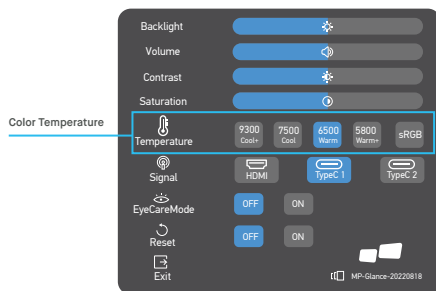 Backlight
Volume
Contrast
Saturation
Color Temperature
Temperature
9300 Cool+
7500 Cool
6500 Warm
5800 Warm+
sRGB
Signal
HDMI
TypeC 1
TypeC 2
EyeCareMode
OFF
ON
Reset
OFF
ON
Exit
MP-Glance-20220818